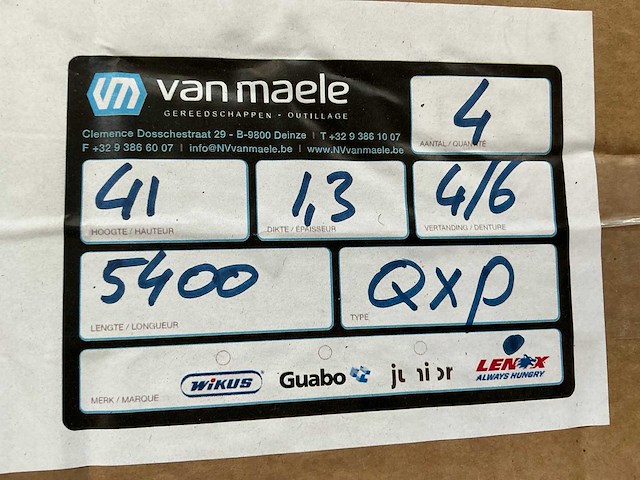 van maele
GEREEDSCHAPPEN - OUTILLAGE
Clemence Dosschestraat 29 - B-9800 Deinze | T +32 9 386 10 07
F +32 9 386 60 07 | info@NVvanmaele.be | www.NVvanmaele.be
4
AANTAL / QUANTITÉ
41
HOOGTE / HAUTEUR
1,3
DIKTE / ÉPAISSEUR
4/6
VERTANDING / DENTURE
5400
LENGTE / LONGUEUR
QXP
TYPE
MERK / MARQUE
WIKUS
Guabo
junior
LENOX
ALWAYS HUNGRY